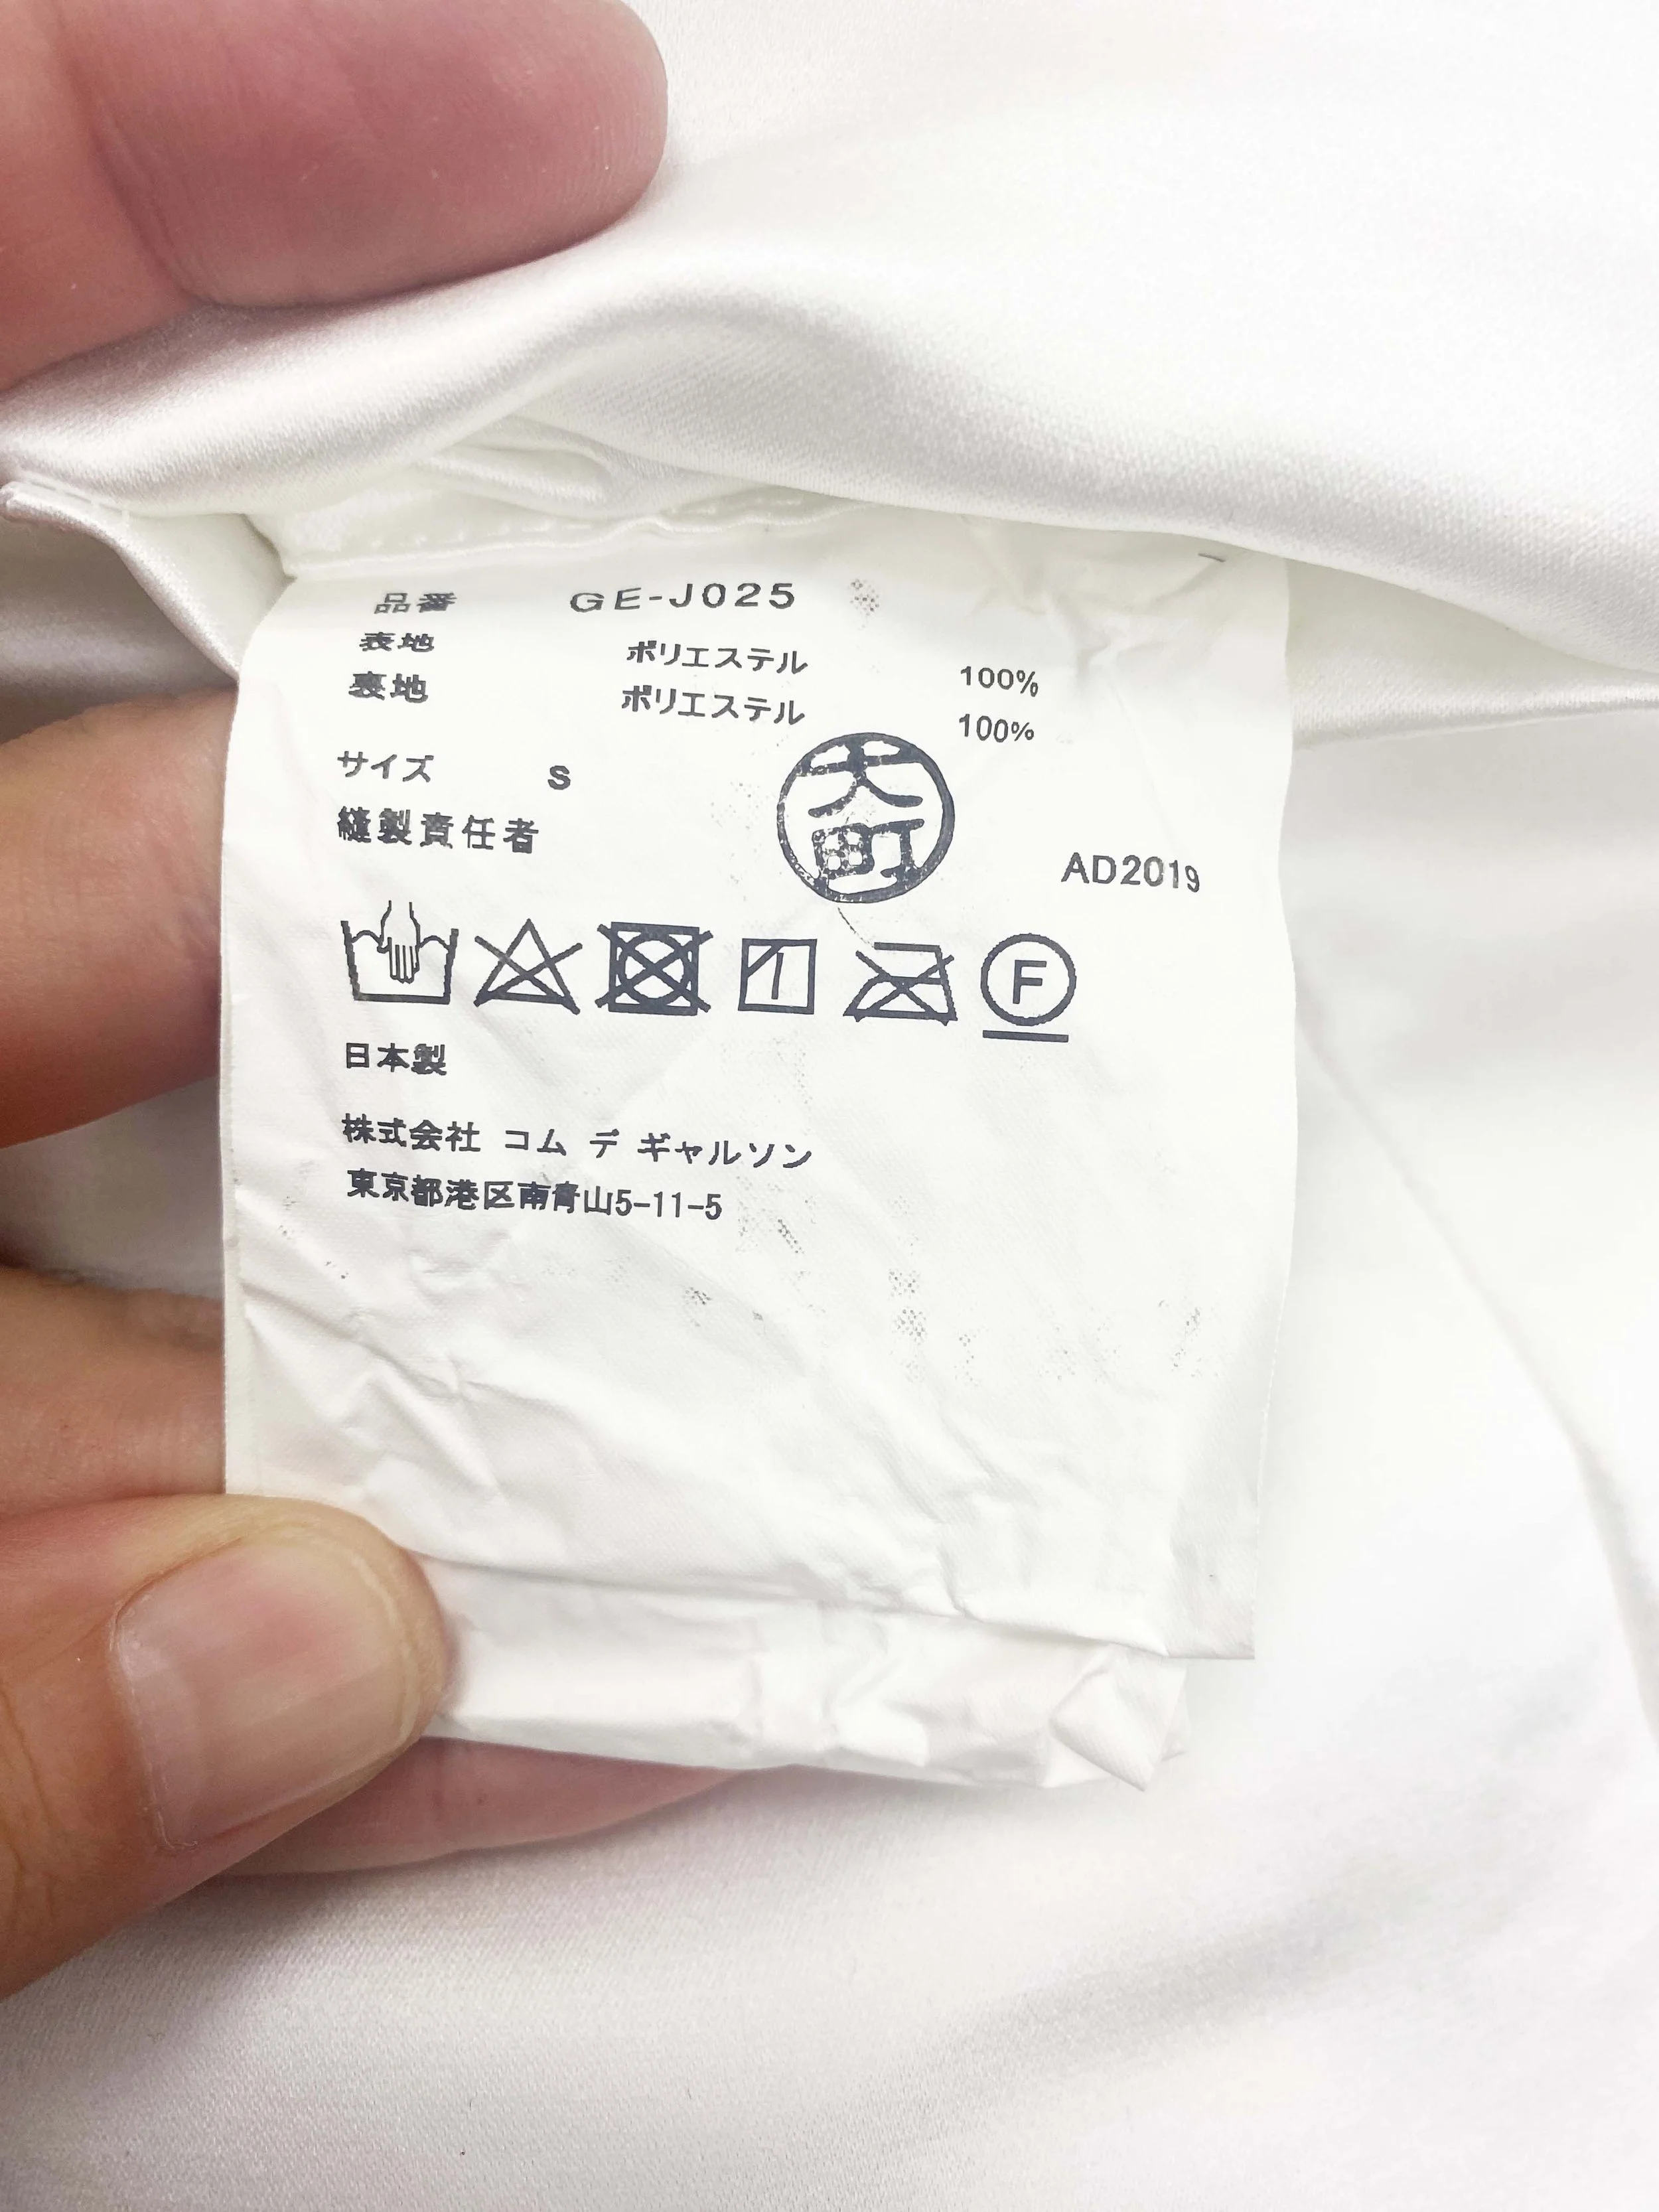 品番 GE-J025
表地 ポリエステル 100%
裏地 ポリエステル 100%
サイズ S
縫製責任者 大町
AD2019
F
日本製
株式会社 コム デ ギャルソン
東京都港区南青山5-11-5